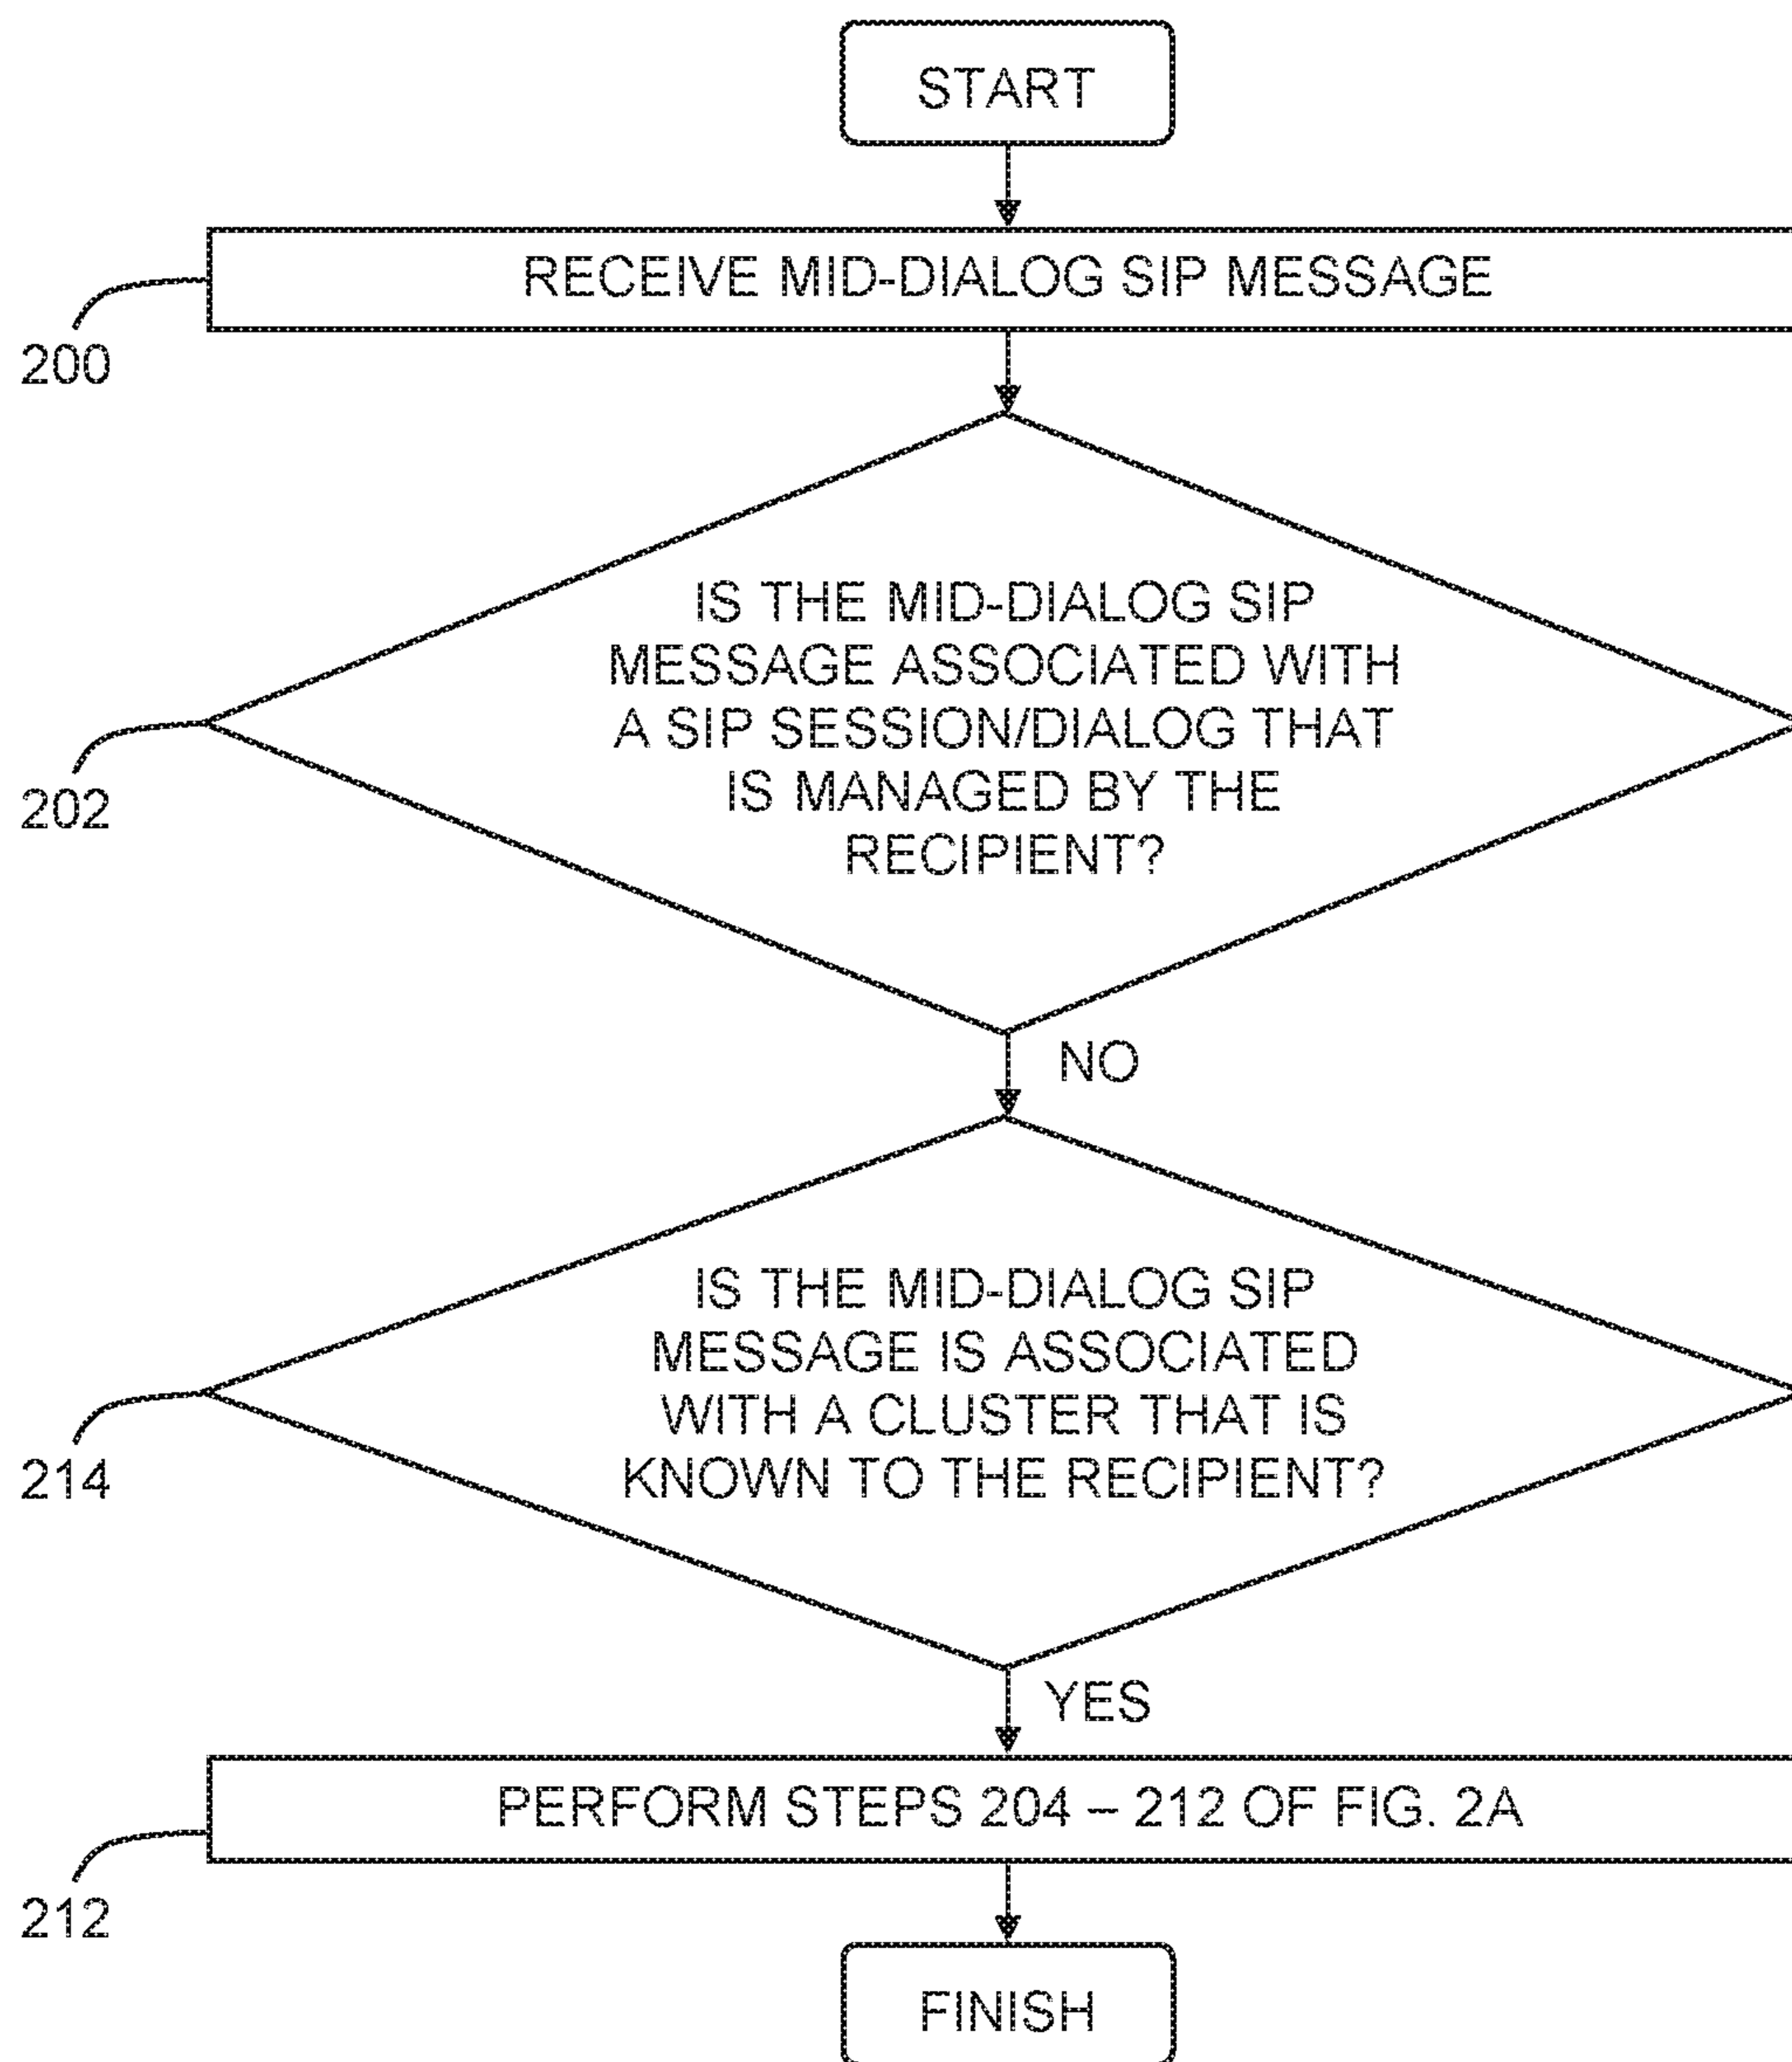 START
RECEIVE MID-DIALOG SIP MESSAGE
200
IS THE MID-DIALOG SIP
MESSAGE ASSOCIATED WITH
A SIP SESSION/DIALOG THAT
IS MANAGED BY THE
RECIPIENT?
202
NO
IS THE MID-DIALOG SIP
MESSAGE IS ASSOCIATED
WITH A CLUSTER THAT IS
KNOWN TO THE RECIPIENT?
214
YES
PERFORM STEPS 204 – 212 OF FIG. 2A
212
FINISH